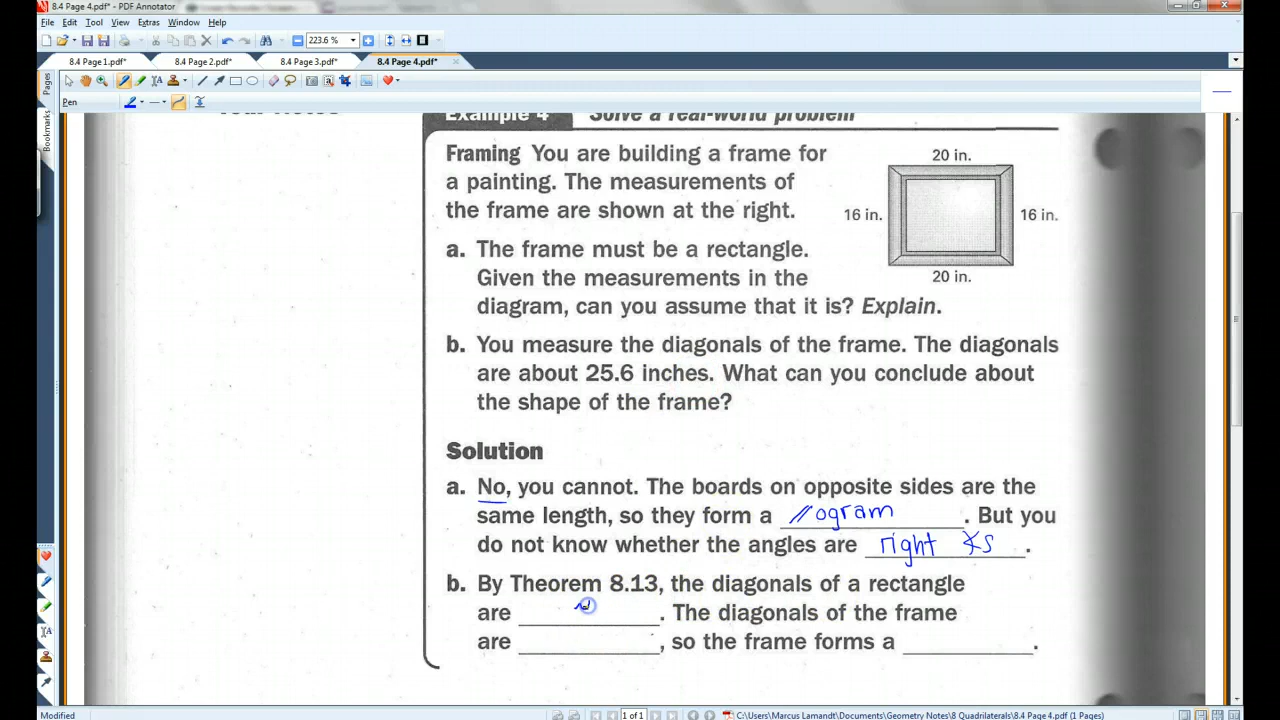 8.4 Page 4.pdf* - PDF Annotator
File Edit Tool View Extras Window Help
223.6 %
8.4 Page 1.pdf* 8.4 Page 2.pdf* 8.4 Page 3.pdf* 8.4 Page 4.pdf*
Pen
Pages
Bookmarks
Your Notes
Example 4 Solve a real-world problem
Framing You are building a frame for
a painting. The measurements of
the frame are shown at the right.
20 in.
16 in. 16 in.
20 in.
a. The frame must be a rectangle.
Given the measurements in the
diagram, can you assume that it is? Explain.
b. You measure the diagonals of the frame. The diagonals
are about 25.6 inches. What can you conclude about
the shape of the frame?
Solution
a. No, you cannot. The boards on opposite sides are the
same length, so they form a //ogram. But you
do not know whether the angles are right ∡s.
b. By Theorem 8.13, the diagonals of a rectangle
are ______. The diagonals of the frame
are ______, so the frame forms a ______.
Modified
1 of 1
C:\Users\Marcus Lamandt\Documents\Geometry Notes\8 Quadrilaterals\8.4 Page 4.pdf (1 Pages)